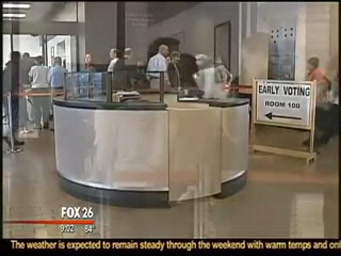 EARLY VOTING
ROOM 100
FOX 26
9:02 84°
The weather is expected to remain steady through the weekend with warm temps and onl